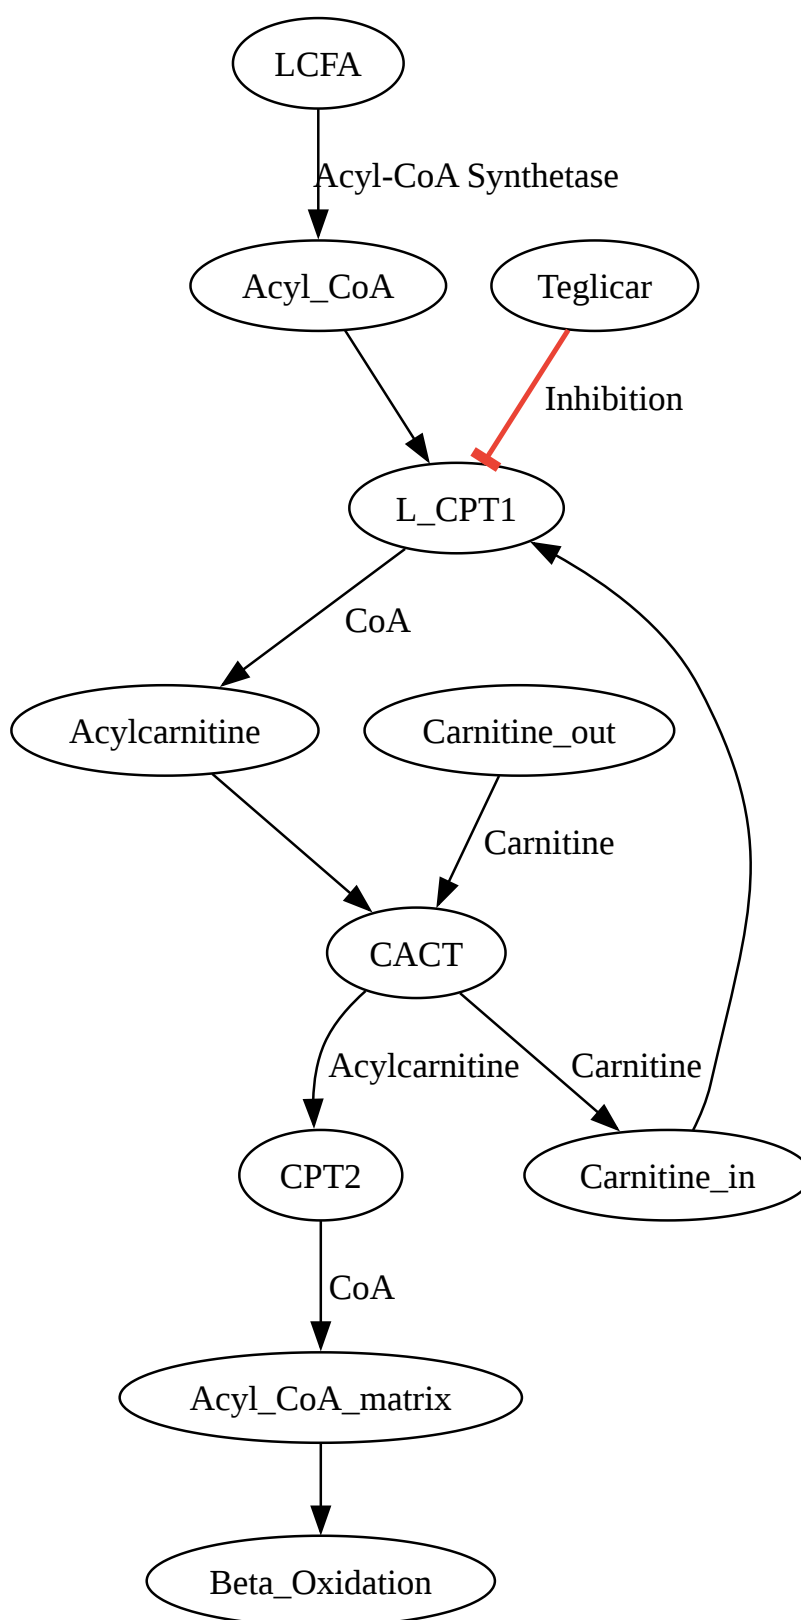 LCFA
Acyl-CoA Synthetase
Acyl_CoA
Teglicar
Inhibition
L_CPT1
CoA
Acylcarnitine
Carnitine_out
Carnitine
CACT
Acylcarnitine
Carnitine
CPT2
Carnitine_in
CoA
Acyl_CoA_matrix
Beta_Oxidation